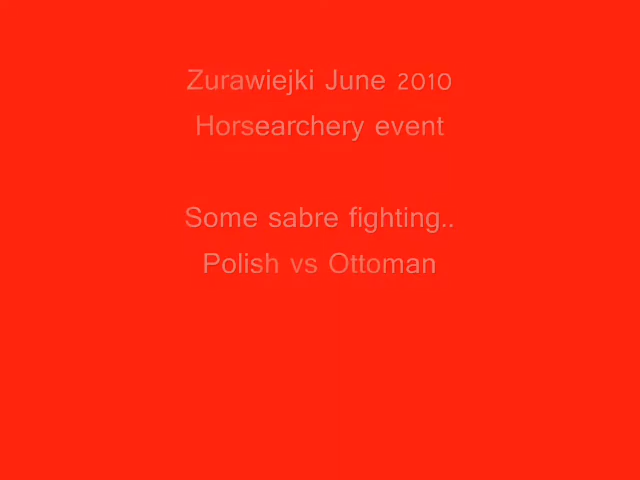 Zurawiejki June 2010
Horsearchery event
Some sabre fighting..
Polish vs Ottoman